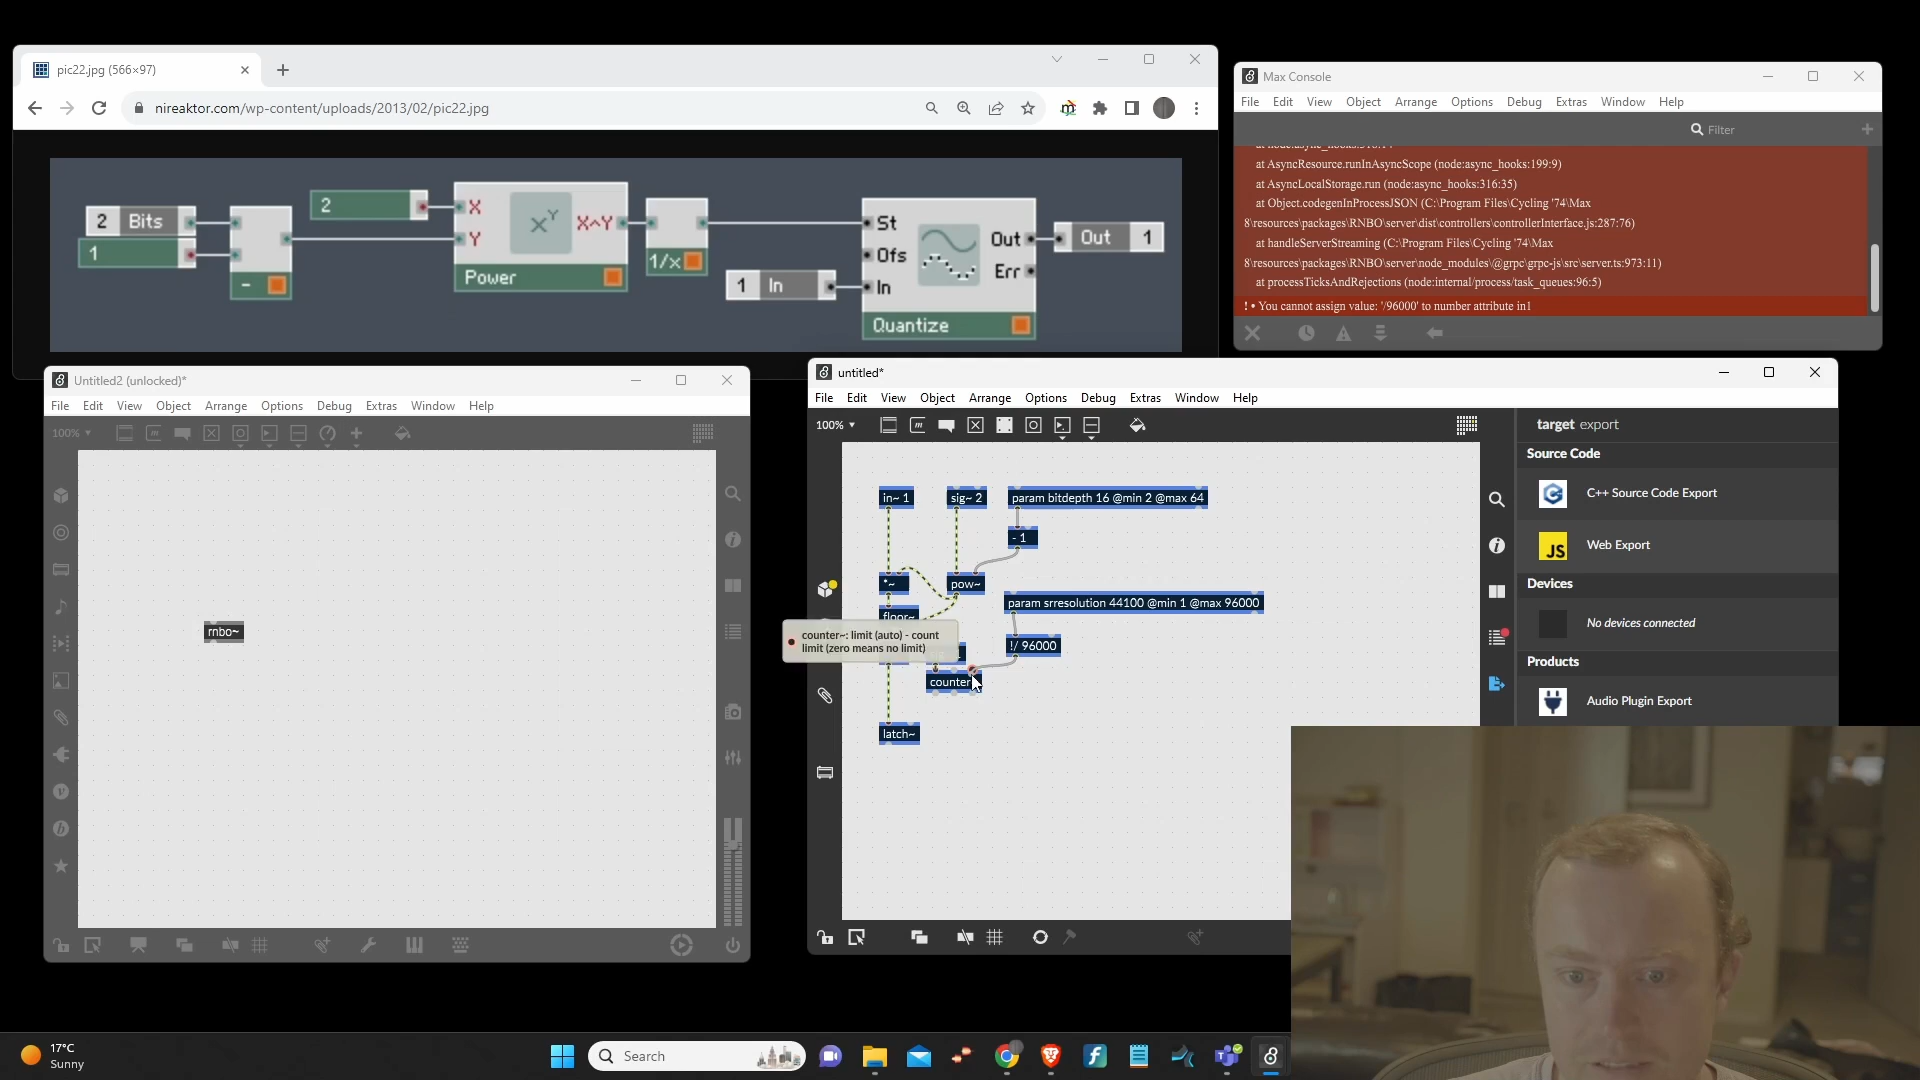 pic22.jpg (566×97)
nireaktor.com/wp-content/uploads/2013/02/pic22.jpg
2 Bits
1
-
2
X
Y
X^Y
Power
1/x
1 In
St
Ofs
In
Out
Err
Quantize
Out 1
Max Console
File Edit View Object Arrange Options Debug Extras Window Help
Filter
at AsyncResource.runInAsyncScope (node:async_hooks:199:9)
at AsyncLocalStorage.run (node:async_hooks:316:35)
at Object.codegenInProcessJSON (C:\Program Files\Cycling '74\Max
8\resources\packages\RNBO\server\dist\controllers\controllerInterface.js:287:76)
at handleServerStreaming (C:\Program Files\Cycling '74\Max
8\resources\packages\RNBO\server\node_modules\@grpc\grpc-js\src\server.ts:973:11)
at processTicksAndRejections (node:internal/process/task_queues:96:5)
! • You cannot assign value: '/96000' to number attribute in1
Untitled2 (unlocked)*
File Edit View Object Arrange Options Debug Extras Window Help
100%
rnbo~
untitled*
File Edit View Object Arrange Options Debug Extras Window Help
100%
in~ 1
sig~ 2
param bitdepth 16 @min 2 @max 64
- 1
*~
pow~
floor~
param srresolution 44100 @min 1 @max 96000
counter~: limit (auto) - count
limit (zero means no limit)
!/ 96000
counter
latch~
target export
Source Code
C++ Source Code Export
JS
Web Export
Devices
No devices connected
Products
Audio Plugin Export
17°C
Sunny
Search